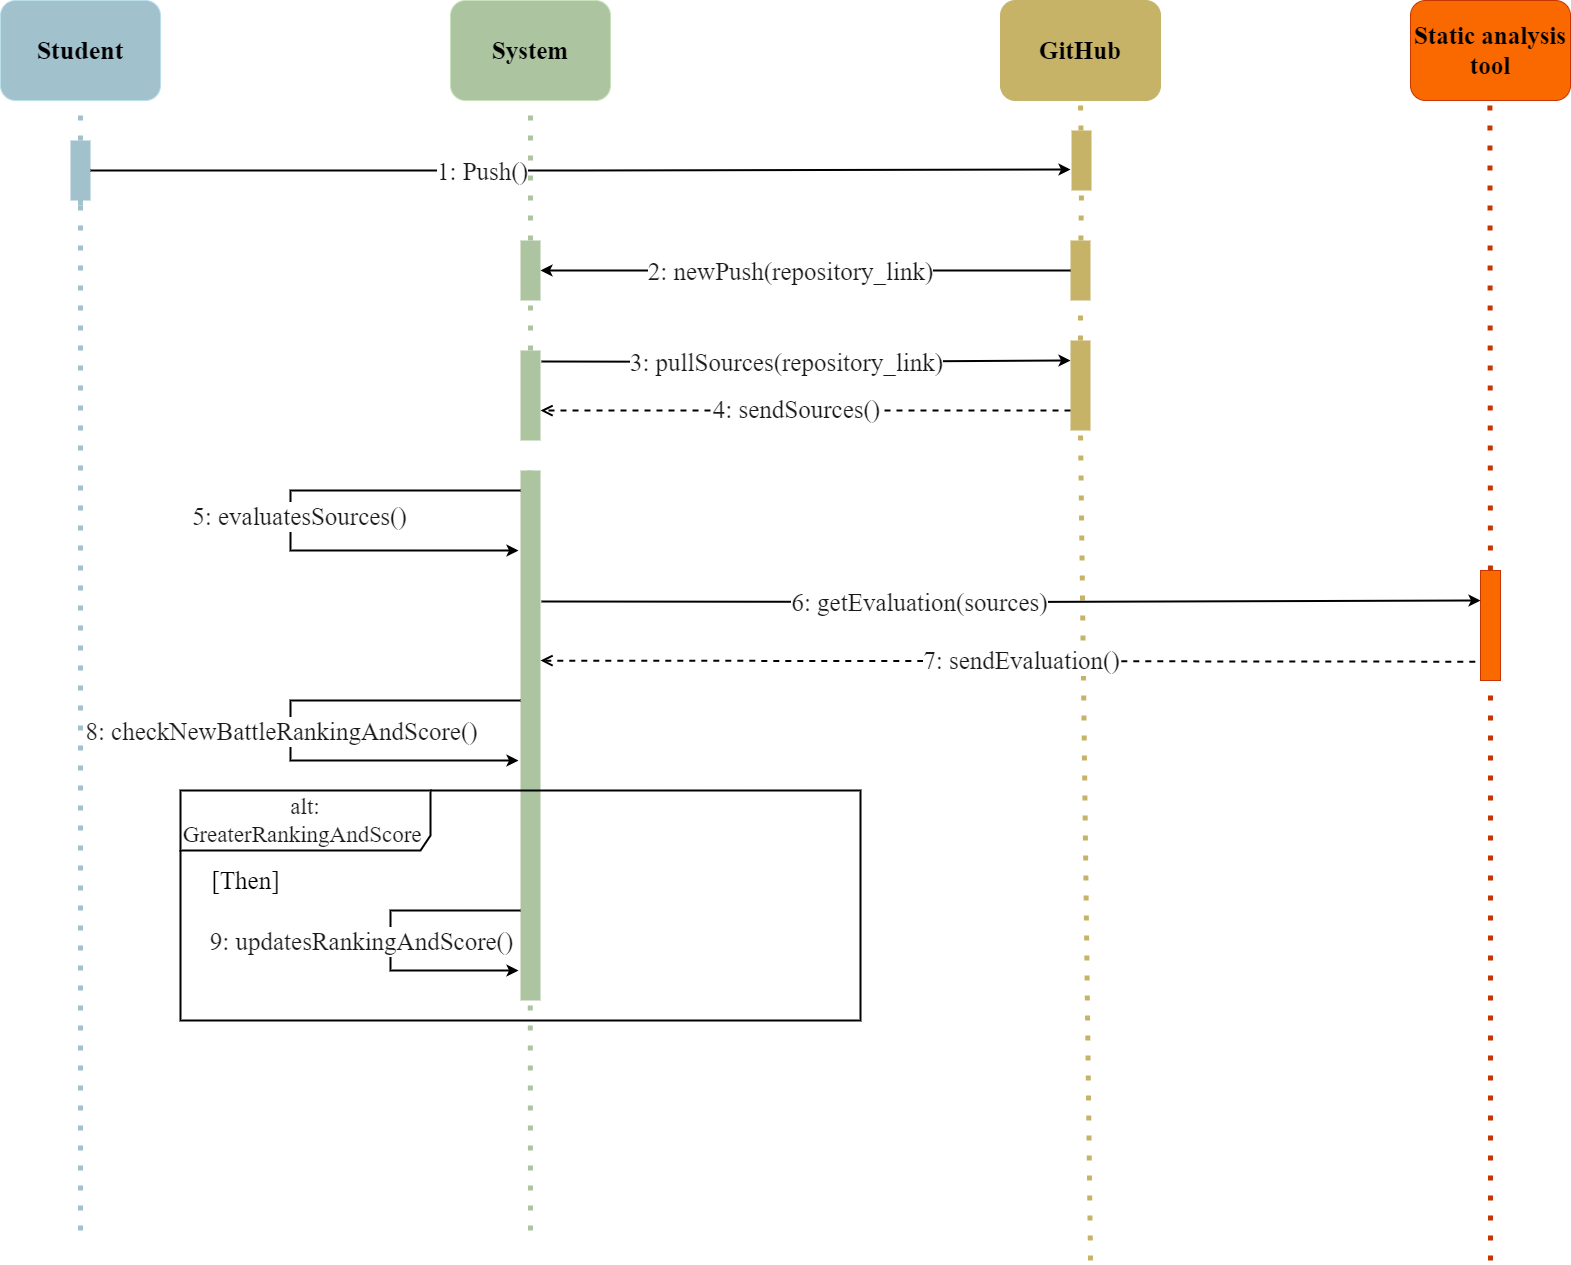 Student
System
GitHub
Static analysis
tool
1: Push()
2: newPush(repository_link)
3: pullSources(repository_link)
4: sendSources()
5: evaluatesSources()
6: getEvaluation(sources)
7: sendEvaluation()
8: checkNewBattleRankingAndScore()
alt:
GreaterRankingAndScore
[Then]
9: updatesRankingAndScore()